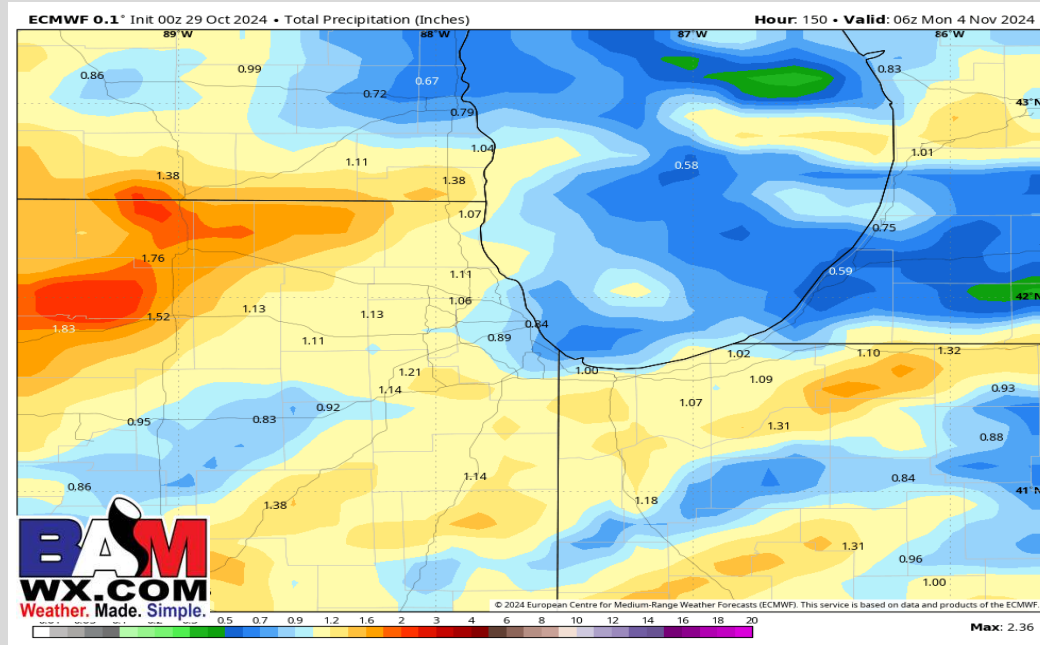 ECMWF 0.1° Init 00z 29 Oct 2024 • Total Precipitation (Inches) Hour: 150 • Valid: 06z Mon 4 Nov 2024
89°W 88°W 87°W 86°W
0.86 0.99 0.67 0.83
0.72
0.79 43°N
1.04 1.01
1.11 0.58
1.38 1.38
1.07
0.75
1.76
1.11 0.59
1.06 42°N
1.52 1.13 1.13
1.83 0.84
1.11 0.89
1.02 1.10 1.32
1.21 1.00 1.09
1.14 0.93
0.92 1.07
0.95 0.83 1.31
0.88
0.86 1.14 0.84
41°N
1.38 1.18
BAM 1.31
0.96
WX.COM 1.00
Weather. Made. Simple.
© 2024 European Centre for Medium-Range Weather Forecasts (ECMWF). This service is based on data and products of the ECMWF.
0.5 0.7 0.9 1.2 1.6 2 3 4 6 8 10 12 14 16 18 20 Max: 2.36